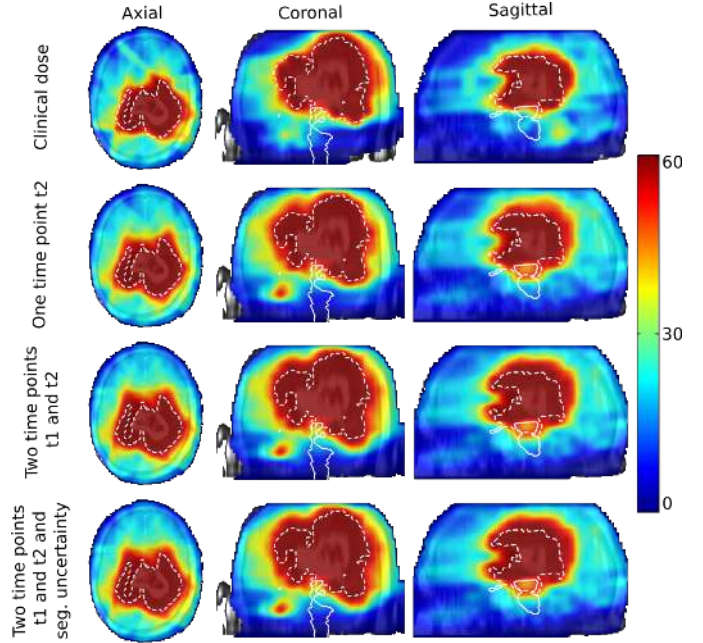 Axial Coronal Sagittal
Clinical dose
One time point t2
Two time points
t1 and t2
Two time points
t1 and t2 and
seg. uncertainty
60
30
0